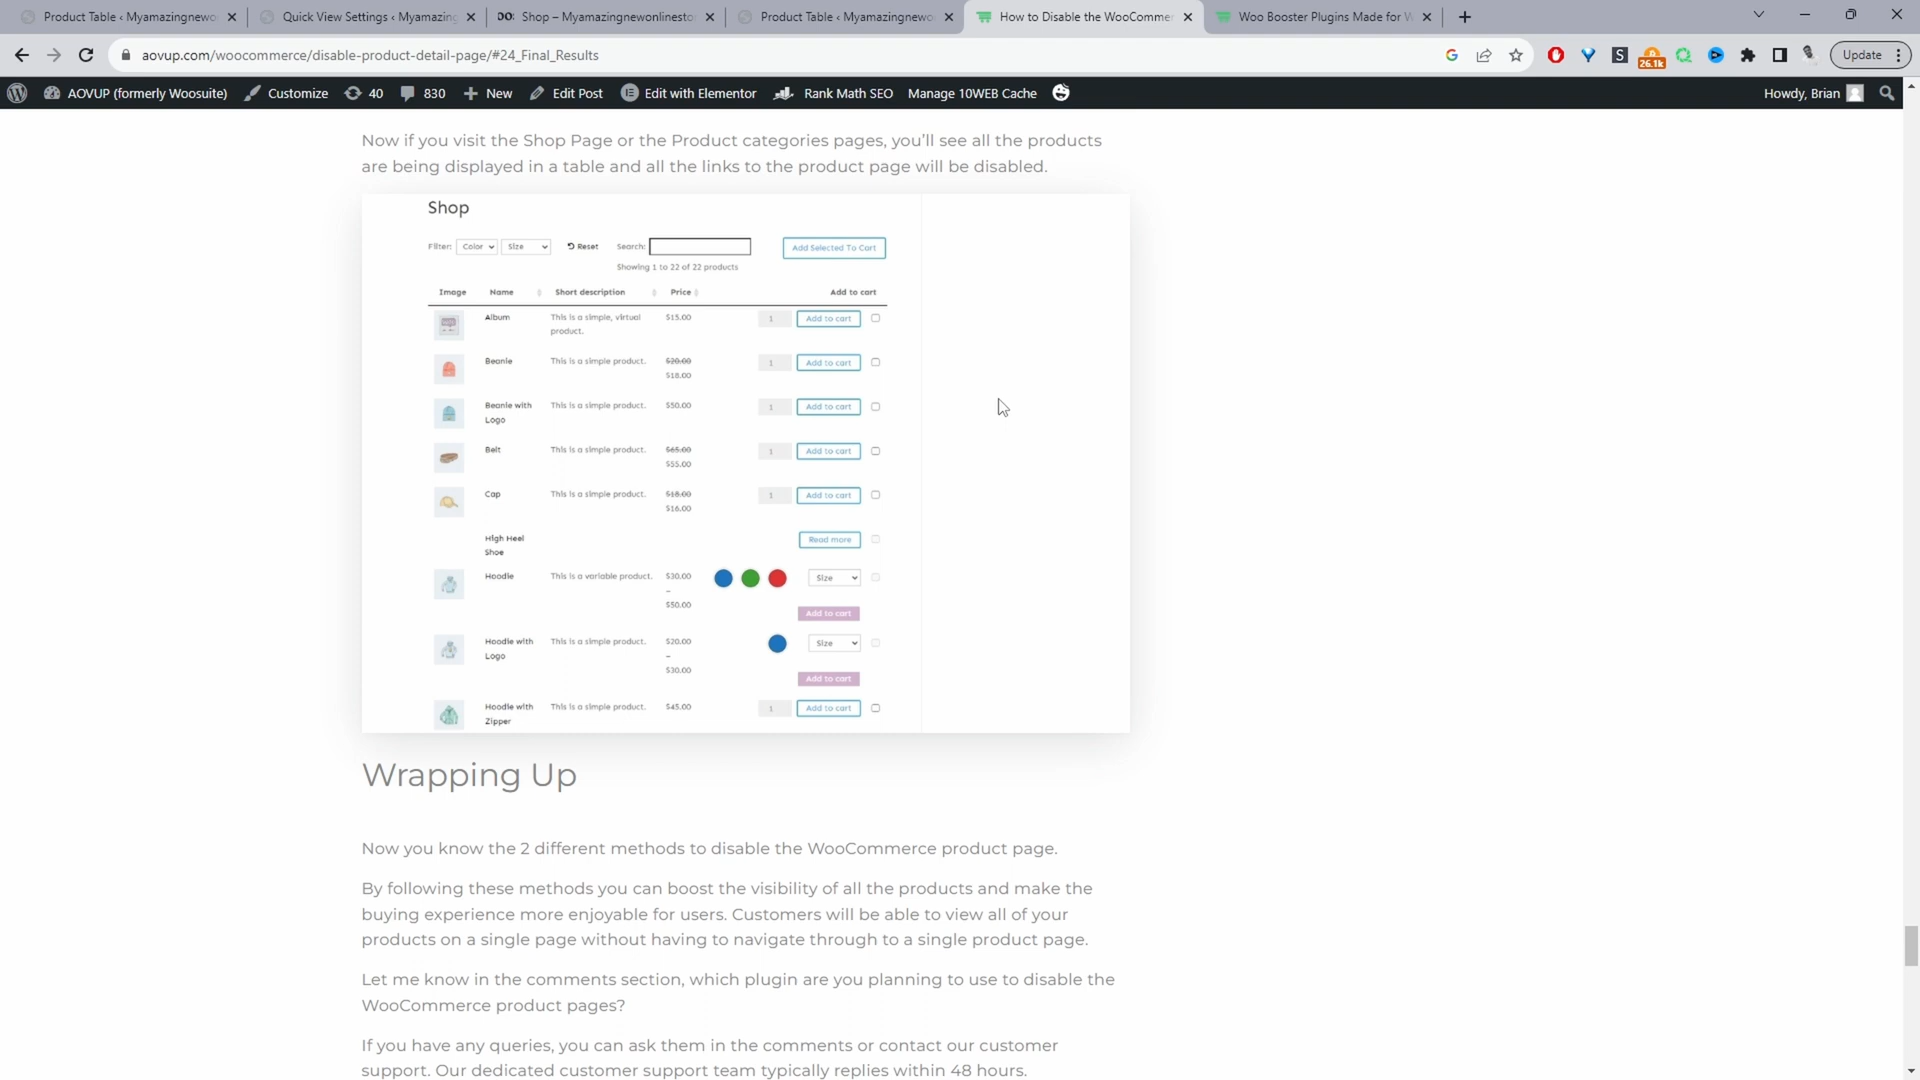 Product Table ‹ Myamazingnewo
Quick View Settings ‹ Myamazing
Shop – Myamazingnewonlinesto
Product Table ‹ Myamazingnewo
How to Disable the WooComme
Woo Booster Plugins Made for W
aovup.com/woocommerce/disable-product-detail-page/#24_Final_Results
26.1k
Update
AOVUP (formerly Woosuite)
Customize
40
830
New
Edit Post
Edit with Elementor
Rank Math SEO
Manage 10WEB Cache
Howdy, Brian
Now if you visit the Shop Page or the Product categories pages, you’ll see all the products
are being displayed in a table and all the links to the product page will be disabled.
Shop
Filter: Color Size Reset Search: Add Selected To Cart
Showing 1 to 22 of 22 products
Image Name Short description Price Add to cart
Album This is a simple, virtual $15.00 1 Add to cart
product.
Beanie This is a simple product. $20.00 1 Add to cart
$18.00
Beanie with This is a simple product. $50.00 1 Add to cart
Logo
Belt This is a simple product. $65.00 1 Add to cart
$55.00
Cap This is a simple product. $18.00 1 Add to cart
$16.00
High Heel Read more
Shoe
Hoodie This is a variable product. $30.00 Size
–
$50.00
Add to cart
Hoodie with This is a simple product. $20.00 Size
Logo –
$30.00
Add to cart
Hoodie with This is a simple product. $45.00 1 Add to cart
Zipper
Wrapping Up
Now you know the 2 different methods to disable the WooCommerce product page.
By following these methods you can boost the visibility of all the products and make the
buying experience more enjoyable for users. Customers will be able to view all of your
products on a single page without having to navigate through to a single product page.
Let me know in the comments section, which plugin are you planning to use to disable the
WooCommerce product pages?
If you have any queries, you can ask them in the comments or contact our customer
support. Our dedicated customer support team typically replies within 48 hours.